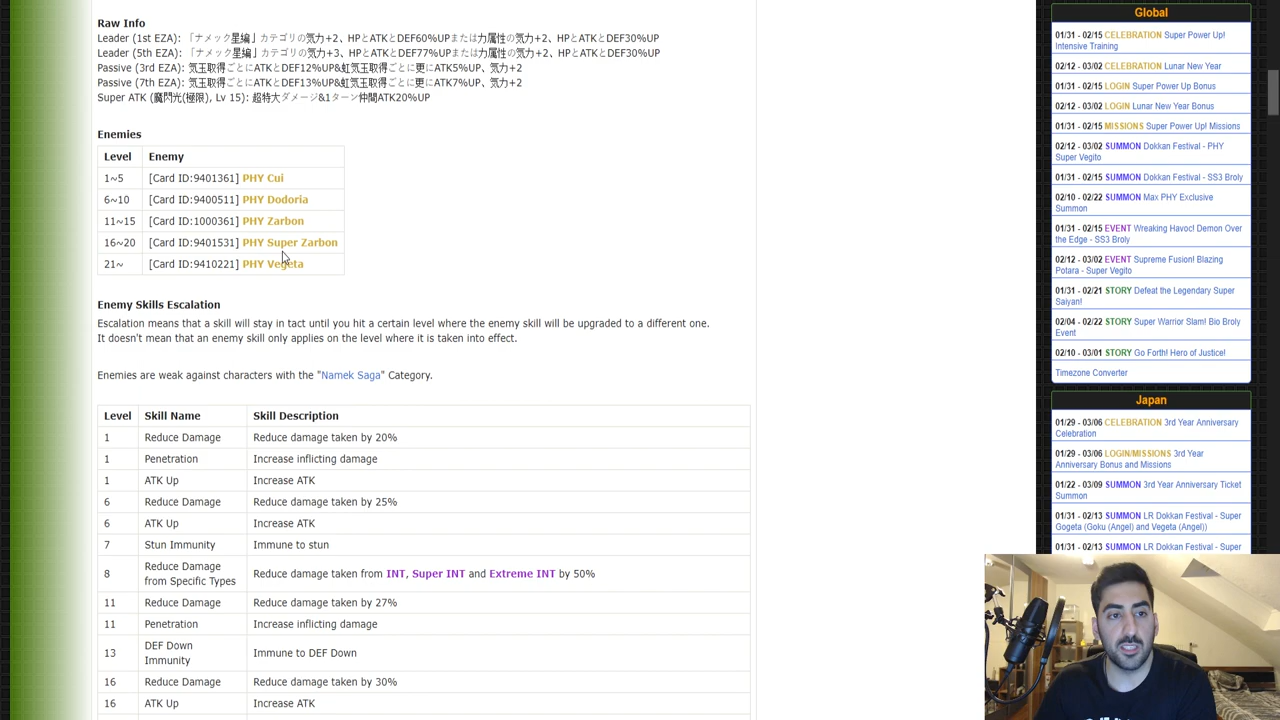 Raw Info
Leader (1st EZA): 「ナメック星編」カテゴリの気力+2、HPとATKとDEF60%UPまたは力属性の気力+2、HPとATKとDEF30%UP
Leader (5th EZA): 「ナメック星編」カテゴリの気力+3、HPとATKとDEF77%UPまたは力属性の気力+2、HPとATKとDEF30%UP
Passive (3rd EZA): 気玉取得ごとにATKとDEF12%UP&虹気玉取得ごとに更にATK5%UP、気力+2
Passive (7th EZA): 気玉取得ごとにATKとDEF13%UP&虹気玉取得ごとに更にATK7%UP、気力+2
Super ATK (魔閃光(極限), Lv 15): 超特大ダメージ&1ターン仲間ATK20%UP
Enemies
Level Enemy
1~5 [Card ID:9401361] PHY Cui
6~10 [Card ID:9400511] PHY Dodoria
11~15 [Card ID:1000361] PHY Zarbon
16~20 [Card ID:9401531] PHY Super Zarbon
21~ [Card ID:9410221] PHY Vegeta
Enemy Skills Escalation
Escalation means that a skill will stay in tact until you hit a certain level where the enemy skill will be upgraded to a different one.
It doesn't mean that an enemy skill only applies on the level where it is taken into effect.
Enemies are weak against characters with the "Namek Saga" Category.
Level Skill Name Skill Description
1 Reduce Damage Reduce damage taken by 20%
1 Penetration Increase inflicting damage
1 ATK Up Increase ATK
6 Reduce Damage Reduce damage taken by 25%
6 ATK Up Increase ATK
7 Stun Immunity Immune to stun
8 Reduce Damage from Specific Types Reduce damage taken from INT, Super INT and Extreme INT by 50%
11 Reduce Damage Reduce damage taken by 27%
11 Penetration Increase inflicting damage
13 DEF Down Immunity Immune to DEF Down
16 Reduce Damage Reduce damage taken by 30%
16 ATK Up Increase ATK
Global
01/31 - 02/15 CELEBRATION Super Power Up!
Intensive Training
02/12 - 03/02 CELEBRATION Lunar New Year
01/31 - 02/15 LOGIN Super Power Up Bonus
02/12 - 03/02 LOGIN Lunar New Year Bonus
01/31 - 02/15 MISSIONS Super Power Up! Missions
02/12 - 03/02 SUMMON Dokkan Festival - PHY
Super Vegito
01/31 - 02/15 SUMMON Dokkan Festival - SS3 Broly
02/10 - 02/22 SUMMON Max PHY Exclusive
Summon
01/31 - 02/15 EVENT Wreaking Havoc! Demon Over
the Edge - SS3 Broly
02/12 - 03/02 EVENT Supreme Fusion! Blazing
Potara - Super Vegito
01/31 - 02/21 STORY Defeat the Legendary Super
Saiyan!
02/04 - 02/22 STORY Super Warrior Slam! Bio Broly
Event
02/10 - 03/01 STORY Go Forth! Hero of Justice!
Timezone Converter
Japan
01/29 - 03/06 CELEBRATION 3rd Year Anniversary
Celebration
01/29 - 03/06 LOGIN/MISSIONS 3rd Year
Anniversary Bonus and Missions
01/22 - 03/09 SUMMON 3rd Year Anniversary Ticket
Summon
01/31 - 02/13 SUMMON LR Dokkan Festival - Super
Gogeta (Goku (Angel) and Vegeta (Angel))
01/31 - 02/13 SUMMON LR Dokkan Festival - Super